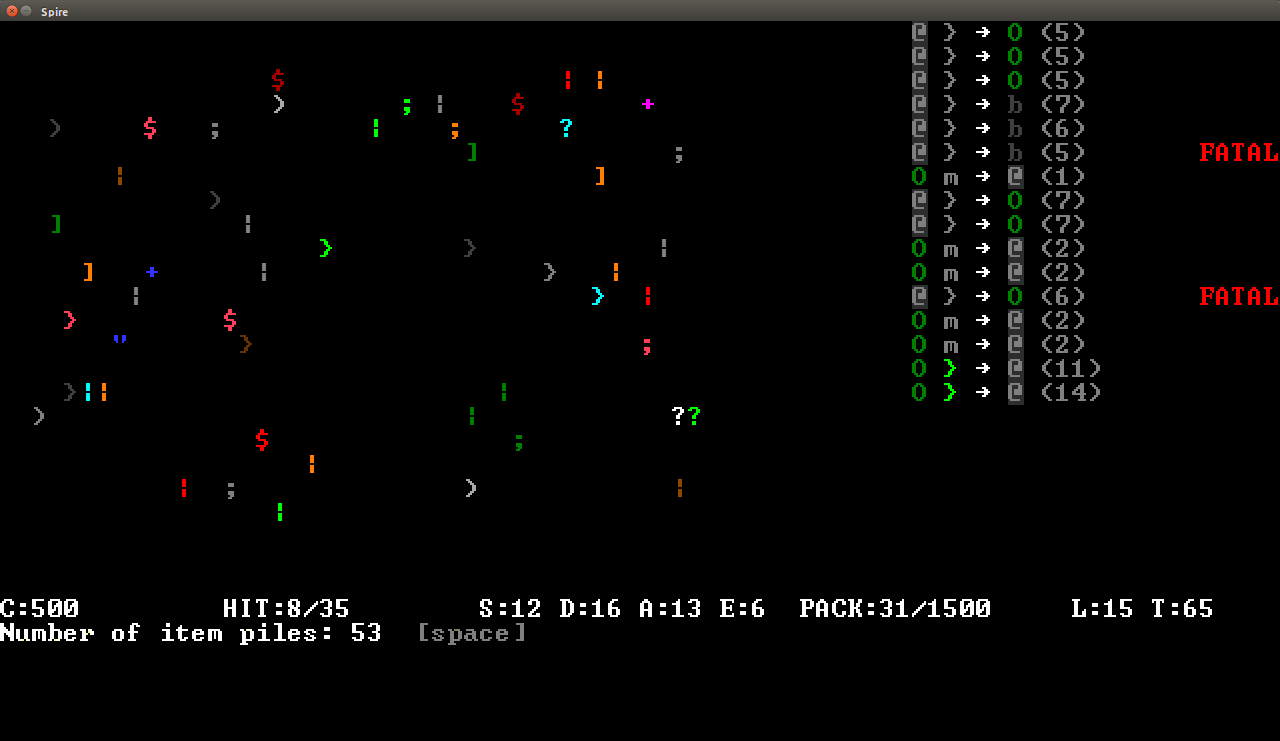 Spire
@ } → O (5)
@ } → O (5)
$ ¦ ¦ @ } → O (5)
} ; ¦ $ + @ } → b (7)
} $ ; ¦ ; ? @ } → b (6)
] ; @ } → b (5) FATAL
¦ ] O m → @ (1)
} @ } → O (7)
] ¦ @ } → O (7)
} } ¦ O m → @ (2)
] + ¦ } ¦ O m → @ (2)
¦ } ¦ @ } → O (6) FATAL
} $ O m → @ (2)
" } ; O m → @ (2)
O } → @ (11)
} ¦ ¦ ¦ O } → @ (14)
} ¦ ??
$ ;
¦
¦ ; } ¦
¦
C:500 HIT:8/35 S:12 D:16 A:13 E:6 PACK:31/1500 L:15 T:65
Number of item piles: 53 [space]